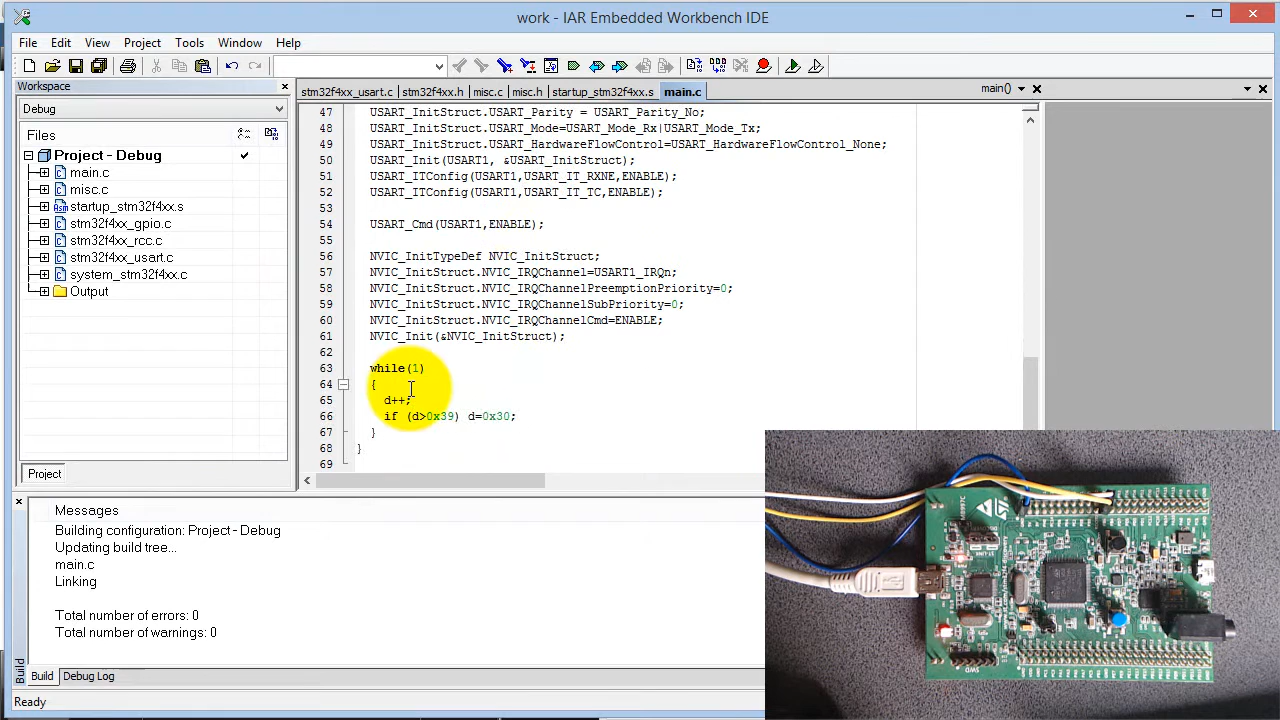 work - IAR Embedded Workbench IDE
File Edit View Project Tools Window Help
Workspace
Debug
Files
Project - Debug
main.c
misc.c
startup_stm32f4xx.s
stm32f4xx_gpio.c
stm32f4xx_rcc.c
stm32f4xx_usart.c
system_stm32f4xx.c
Output
Project
stm32f4xx_usart.c stm32f4xx.h misc.c misc.h startup_stm32f4xx.s main.c main()
47 USART_InitStruct.USART_Parity = USART_Parity_No;
48 USART_InitStruct.USART_Mode=USART_Mode_Rx|USART_Mode_Tx;
49 USART_InitStruct.USART_HardwareFlowControl=USART_HardwareFlowControl_None;
50 USART_Init(USART1, &USART_InitStruct);
51 USART_ITConfig(USART1,USART_IT_RXNE,ENABLE);
52 USART_ITConfig(USART1,USART_IT_TC,ENABLE);
53
54 USART_Cmd(USART1,ENABLE);
55
56 NVIC_InitTypeDef NVIC_InitStruct;
57 NVIC_InitStruct.NVIC_IRQChannel=USART1_IRQn;
58 NVIC_InitStruct.NVIC_IRQChannelPreemptionPriority=0;
59 NVIC_InitStruct.NVIC_IRQChannelSubPriority=0;
60 NVIC_InitStruct.NVIC_IRQChannelCmd=ENABLE;
61 NVIC_Init(&NVIC_InitStruct);
62
63 while(1)
64 {
65 d++;
66 if (d>0x39) d=0x30;
67 }
68 }
69
Messages
Building configuration: Project - Debug
Updating build tree...
main.c
Linking
Total number of errors: 0
Total number of warnings: 0
Build
Build Debug Log
Ready
SWD
ST-LINK